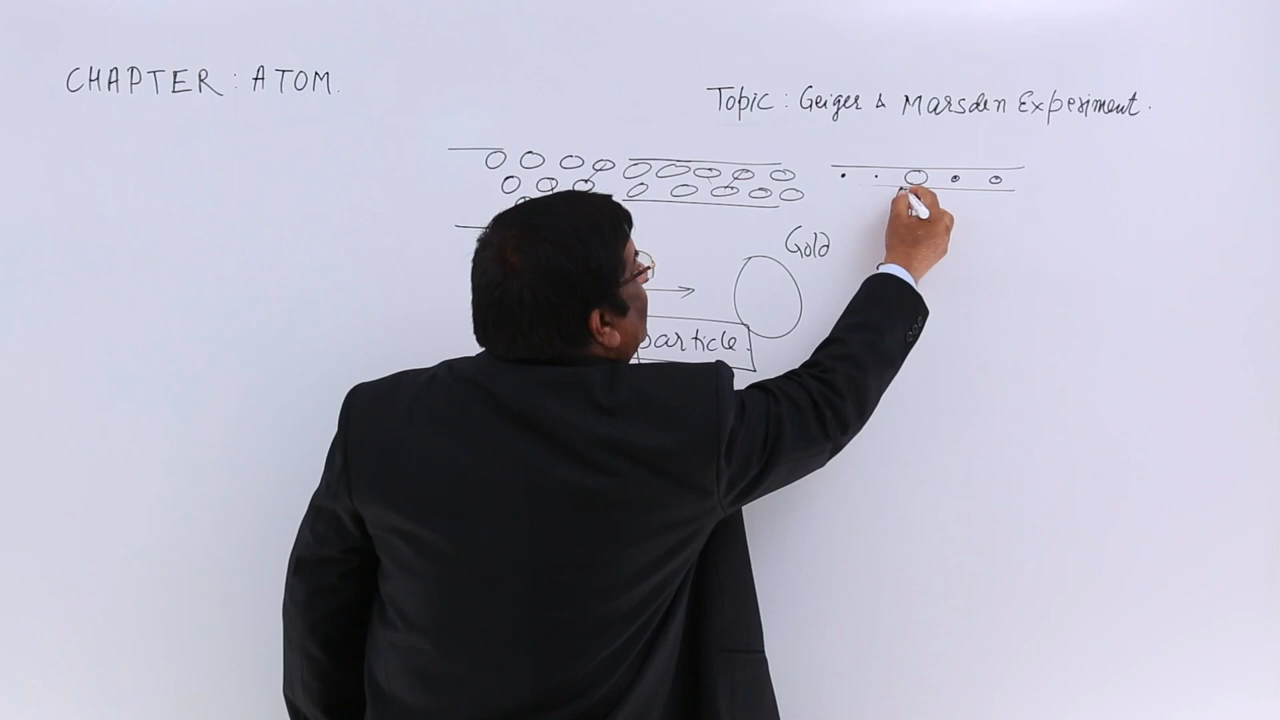 CHAPTER : ATOM.
Topic : Geiger & Marsden Experiment.
Gold
particle.